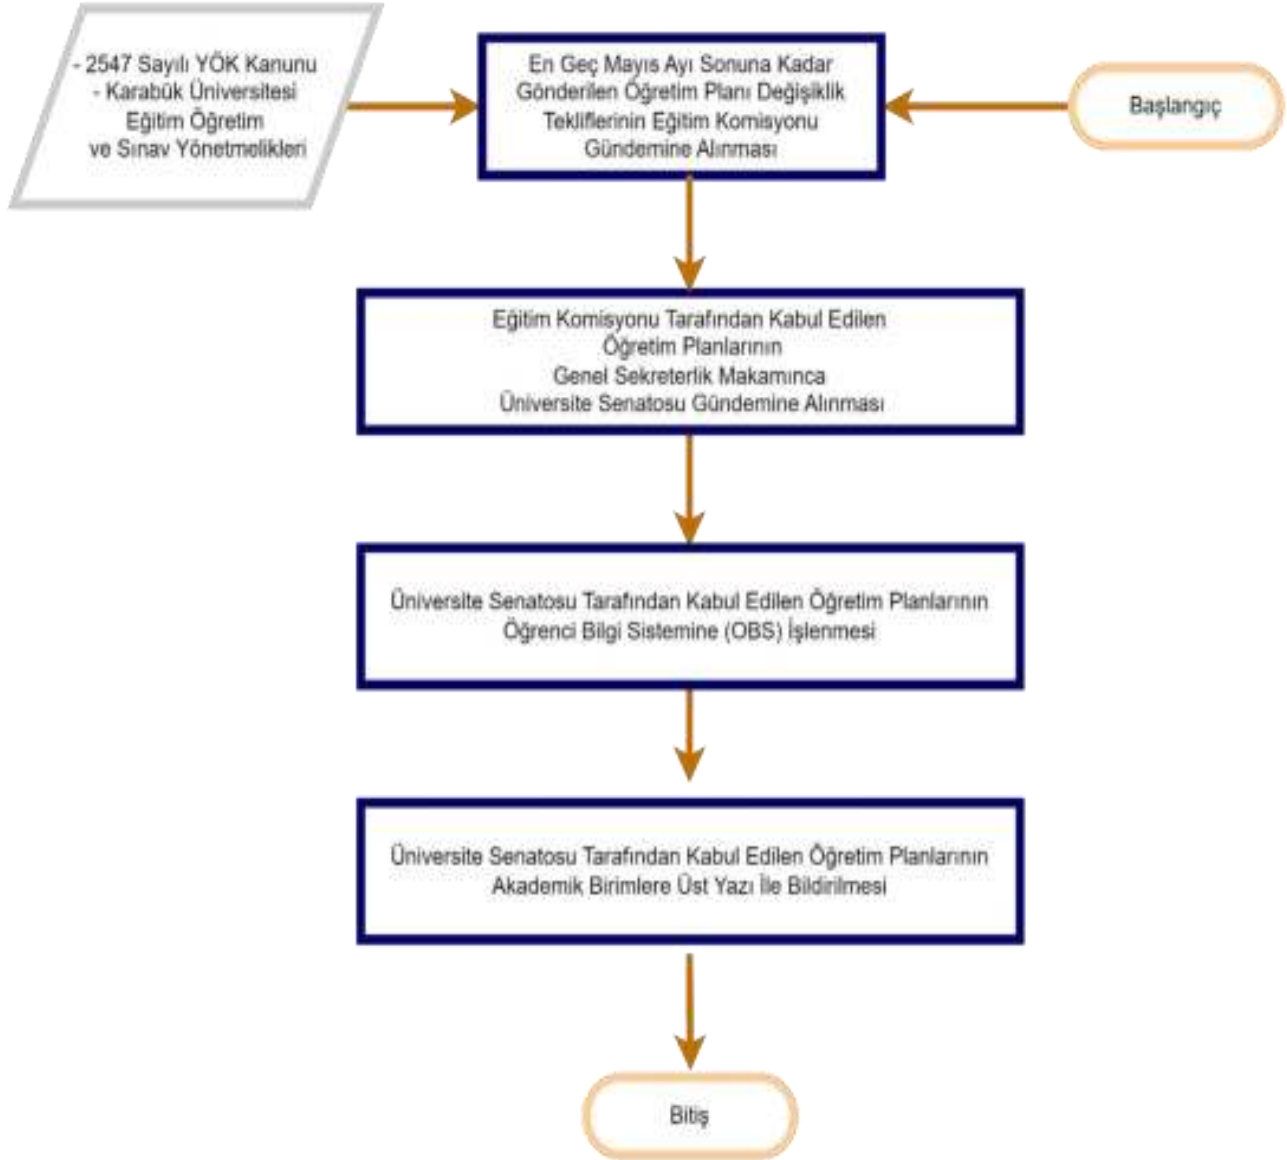 - 2547 Sayılı YÖK Kanunu
- Karabük Üniversitesi
Eğitim Öğretim
ve Sınav Yönetmelikleri
En Geç Mayıs Ayı Sonuna Kadar
Gönderilen Öğretim Planı Değişiklik
Tekliflerinin Eğitim Komisyonu
Gündemine Alınması
Başlangıç
Eğitim Komisyonu Tarafından Kabul Edilen
Öğretim Planlarının
Genel Sekreterlik Makamınca
Üniversite Senatosu Gündemine Alınması
Üniversite Senatosu Tarafından Kabul Edilen Öğretim Planlarının
Öğrenci Bilgi Sistemine (OBS) İşlenmesi
Üniversite Senatosu Tarafından Kabul Edilen Öğretim Planlarının
Akademik Birimlere Üst Yazı İle Bildirilmesi
Bitiş